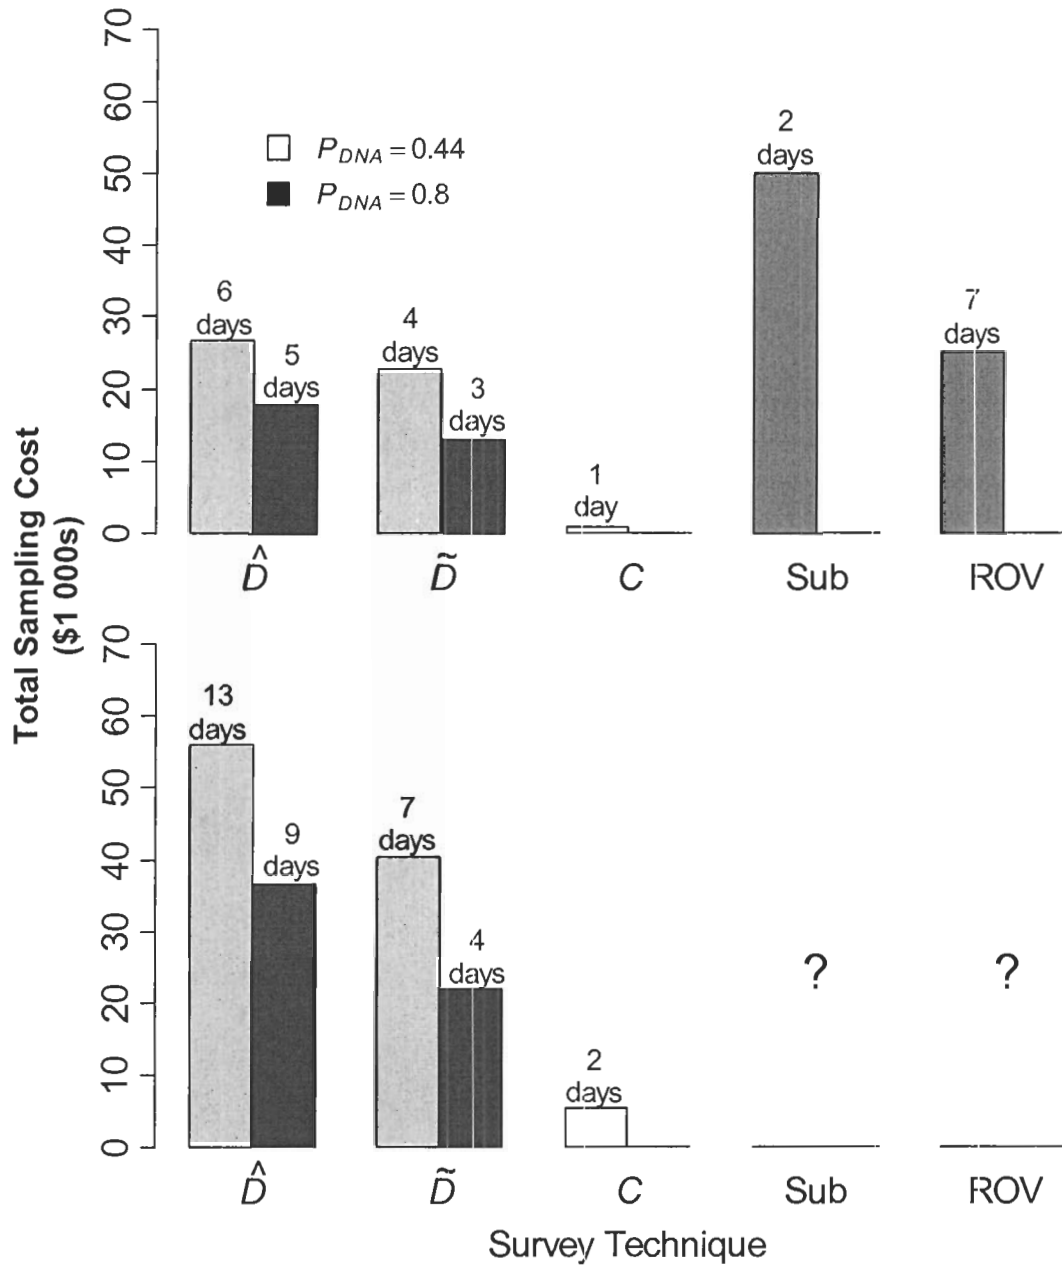 70
60
50
40
30
20
10
0
P_DNA = 0.44
P_DNA = 0.8
6
days
5
days
4
days
3
days
1
day
2
days
7
days
D̂
D̃
C
Sub
ROV
Total Sampling Cost
($1 000s)
70
60
50
40
30
20
10
0
13
days
9
days
7
days
4
days
2
days
?
?
D̂
D̃
C
Sub
ROV
Survey Technique